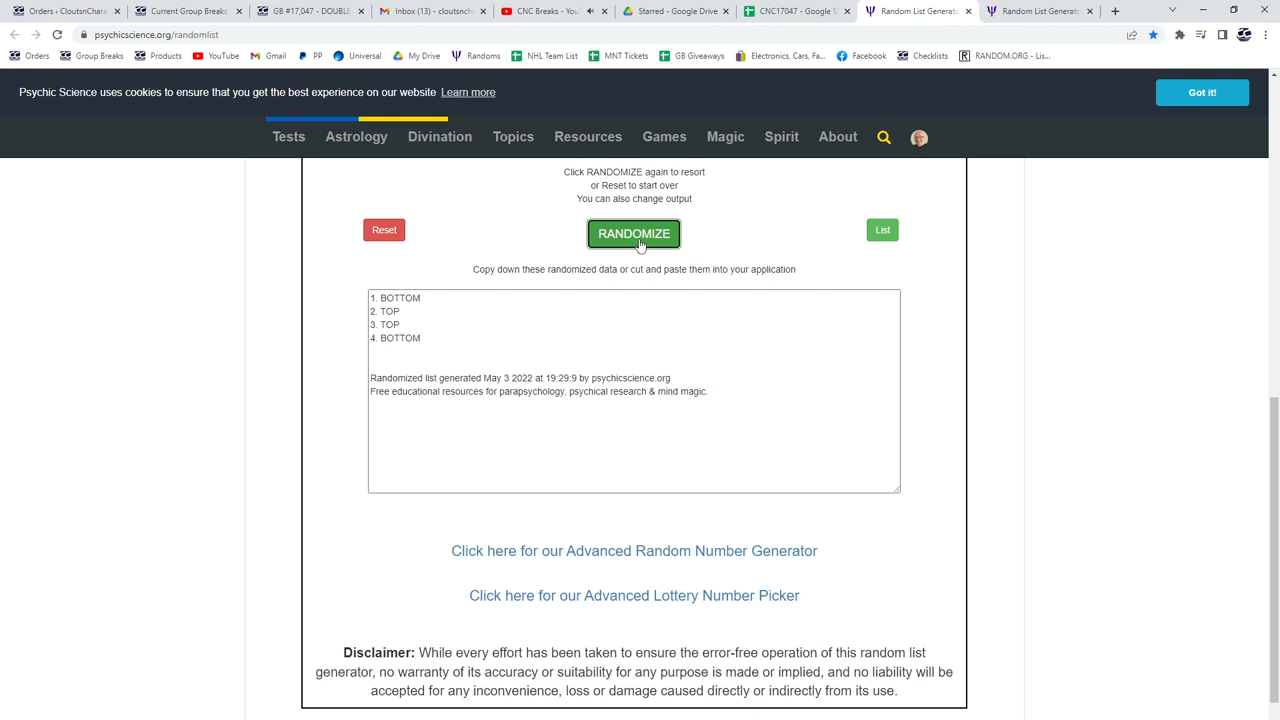 Orders ‹ CloutsnChara
Current Group Breaks
GB #17,047 - DOUBLE
Inbox (13) - cloutsnch
CNC Breaks - You
Starred - Google Drive
CNC17047 - Google S
Random List Generato
Random List Generato
psychicscience.org/randomlist
Orders
Group Breaks
Products
YouTube
Gmail
PP
Universal
My Drive
Randoms
NHL Team List
MNT Tickets
GB Giveaways
Electronics, Cars, Fa...
Facebook
Checklists
RANDOM.ORG - Lis...
Psychic Science uses cookies to ensure that you get the best experience on our website Learn more
Got it!
Tests Astrology Divination Topics Resources Games Magic Spirit About
Click RANDOMIZE again to resort
or Reset to start over
You can also change output
Reset
RANDOMIZE
List
Copy down these randomized data or cut and paste them into your application
1. BOTTOM
2. TOP
3. TOP
4. BOTTOM
Randomized list generated May 3 2022 at 19:29:9 by psychicscience.org
Free educational resources for parapsychology, psychical research & mind magic.
Click here for our Advanced Random Number Generator
Click here for our Advanced Lottery Number Picker
Disclaimer: While every effort has been taken to ensure the error-free operation of this random list
generator, no warranty of its accuracy or suitability for any purpose is made or implied, and no liability will be
accepted for any inconvenience, loss or damage caused directly or indirectly from its use.